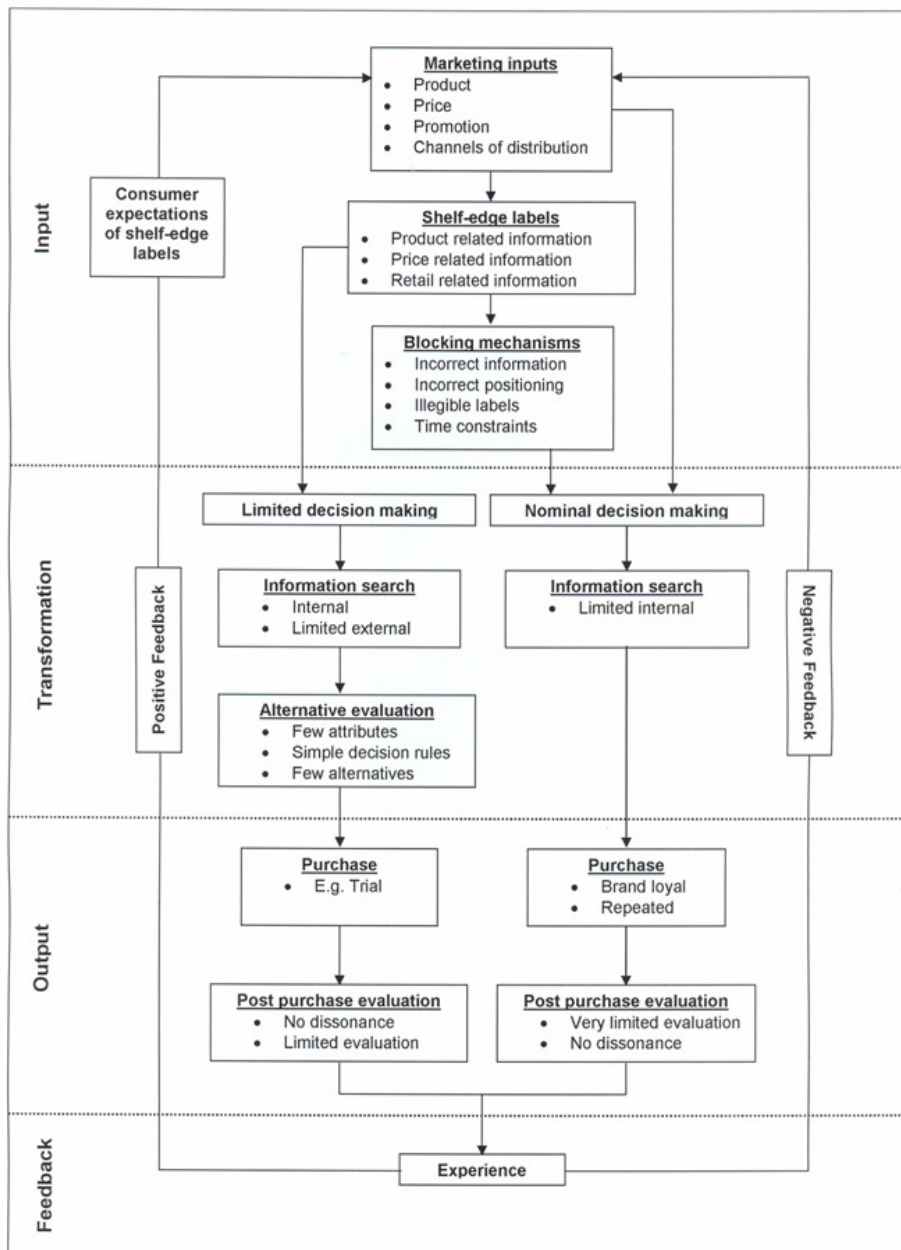 Input
Marketing inputs
• Product
• Price
• Promotion
• Channels of distribution
Consumer
expectations
of shelf-edge
labels
Shelf-edge labels
• Product related information
• Price related information
• Retail related information
Blocking mechanisms
• Incorrect information
• Incorrect positioning
• Illegible labels
• Time constraints
Transformation
Limited decision making
Nominal decision making
Information search
• Internal
• Limited external
Information search
• Limited internal
Positive Feedback
Negative Feedback
Alternative evaluation
• Few attributes
• Simple decision rules
• Few alternatives
Output
Purchase
• E.g. Trial
Purchase
• Brand loyal
• Repeated
Post purchase evaluation
• No dissonance
• Limited evaluation
Post purchase evaluation
• Very limited evaluation
• No dissonance
Feedback
Experience